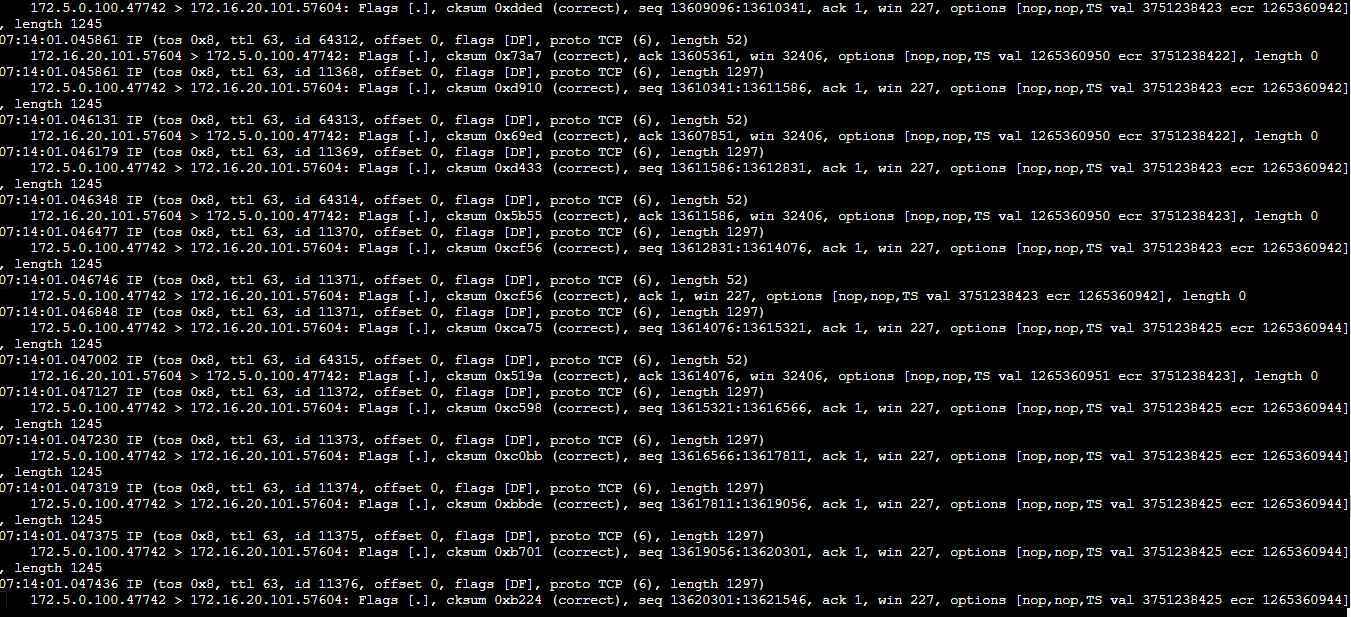 172.5.0.100.47742 > 172.16.20.101.57604: Flags [.], cksum 0xdded (correct), seq 13609096:13610341, ack 1, win 227, options [nop,nop,TS val 3751238423 ecr 1265360942]
, length 1245
07:14:01.045861 IP (tos 0x8, ttl 63, id 64312, offset 0, flags [DF], proto TCP (6), length 52)
172.16.20.101.57604 > 172.5.0.100.47742: Flags [.], cksum 0x73a7 (correct), ack 13605361, win 32406, options [nop,nop,TS val 1265360950 ecr 3751238422], length 0
07:14:01.045861 IP (tos 0x8, ttl 63, id 11368, offset 0, flags [DF], proto TCP (6), length 1297)
172.5.0.100.47742 > 172.16.20.101.57604: Flags [.], cksum 0xd910 (correct), seq 13610341:13611586, ack 1, win 227, options [nop,nop,TS val 3751238423 ecr 1265360942]
, length 1245
07:14:01.046131 IP (tos 0x8, ttl 63, id 64313, offset 0, flags [DF], proto TCP (6), length 52)
172.16.20.101.57604 > 172.5.0.100.47742: Flags [.], cksum 0x69ed (correct), ack 13607851, win 32406, options [nop,nop,TS val 1265360950 ecr 3751238422], length 0
07:14:01.046179 IP (tos 0x8, ttl 63, id 11369, offset 0, flags [DF], proto TCP (6), length 1297)
172.5.0.100.47742 > 172.16.20.101.57604: Flags [.], cksum 0xd433 (correct), seq 13611586:13612831, ack 1, win 227, options [nop,nop,TS val 3751238423 ecr 1265360942]
, length 1245
07:14:01.046348 IP (tos 0x8, ttl 63, id 64314, offset 0, flags [DF], proto TCP (6), length 52)
172.16.20.101.57604 > 172.5.0.100.47742: Flags [.], cksum 0x5b55 (correct), ack 13611586, win 32406, options [nop,nop,TS val 1265360950 ecr 3751238423], length 0
07:14:01.046477 IP (tos 0x8, ttl 63, id 11370, offset 0, flags [DF], proto TCP (6), length 1297)
172.5.0.100.47742 > 172.16.20.101.57604: Flags [.], cksum 0xcf56 (correct), seq 13612831:13614076, ack 1, win 227, options [nop,nop,TS val 3751238423 ecr 1265360942]
, length 1245
07:14:01.046746 IP (tos 0x8, ttl 63, id 11371, offset 0, flags [DF], proto TCP (6), length 52)
172.5.0.100.47742 > 172.16.20.101.57604: Flags [.], cksum 0xcf56 (correct), ack 1, win 227, options [nop,nop,TS val 3751238423 ecr 1265360942], length 0
07:14:01.046848 IP (tos 0x8, ttl 63, id 11371, offset 0, flags [DF], proto TCP (6), length 1297)
172.5.0.100.47742 > 172.16.20.101.57604: Flags [.], cksum 0xca75 (correct), seq 13614076:13615321, ack 1, win 227, options [nop,nop,TS val 3751238425 ecr 1265360944]
, length 1245
07:14:01.047002 IP (tos 0x8, ttl 63, id 64315, offset 0, flags [DF], proto TCP (6), length 52)
172.16.20.101.57604 > 172.5.0.100.47742: Flags [.], cksum 0x519a (correct), ack 13614076, win 32406, options [nop,nop,TS val 1265360951 ecr 3751238423], length 0
07:14:01.047127 IP (tos 0x8, ttl 63, id 11372, offset 0, flags [DF], proto TCP (6), length 1297)
172.5.0.100.47742 > 172.16.20.101.57604: Flags [.], cksum 0xc598 (correct), seq 13615321:13616566, ack 1, win 227, options [nop,nop,TS val 3751238425 ecr 1265360944]
, length 1245
07:14:01.047230 IP (tos 0x8, ttl 63, id 11373, offset 0, flags [DF], proto TCP (6), length 1297)
172.5.0.100.47742 > 172.16.20.101.57604: Flags [.], cksum 0xc0bb (correct), seq 13616566:13617811, ack 1, win 227, options [nop,nop,TS val 3751238425 ecr 1265360944]
, length 1245
07:14:01.047319 IP (tos 0x8, ttl 63, id 11374, offset 0, flags [DF], proto TCP (6), length 1297)
172.5.0.100.47742 > 172.16.20.101.57604: Flags [.], cksum 0xbbde (correct), seq 13617811:13619056, ack 1, win 227, options [nop,nop,TS val 3751238425 ecr 1265360944]
, length 1245
07:14:01.047375 IP (tos 0x8, ttl 63, id 11375, offset 0, flags [DF], proto TCP (6), length 1297)
172.5.0.100.47742 > 172.16.20.101.57604: Flags [.], cksum 0xb701 (correct), seq 13619056:13620301, ack 1, win 227, options [nop,nop,TS val 3751238425 ecr 1265360944]
, length 1245
07:14:01.047436 IP (tos 0x8, ttl 63, id 11376, offset 0, flags [DF], proto TCP (6), length 1297)
172.5.0.100.47742 > 172.16.20.101.57604: Flags [.], cksum 0xb224 (correct), seq 13620301:13621546, ack 1, win 227, options [nop,nop,TS val 3751238425 ecr 1265360944]